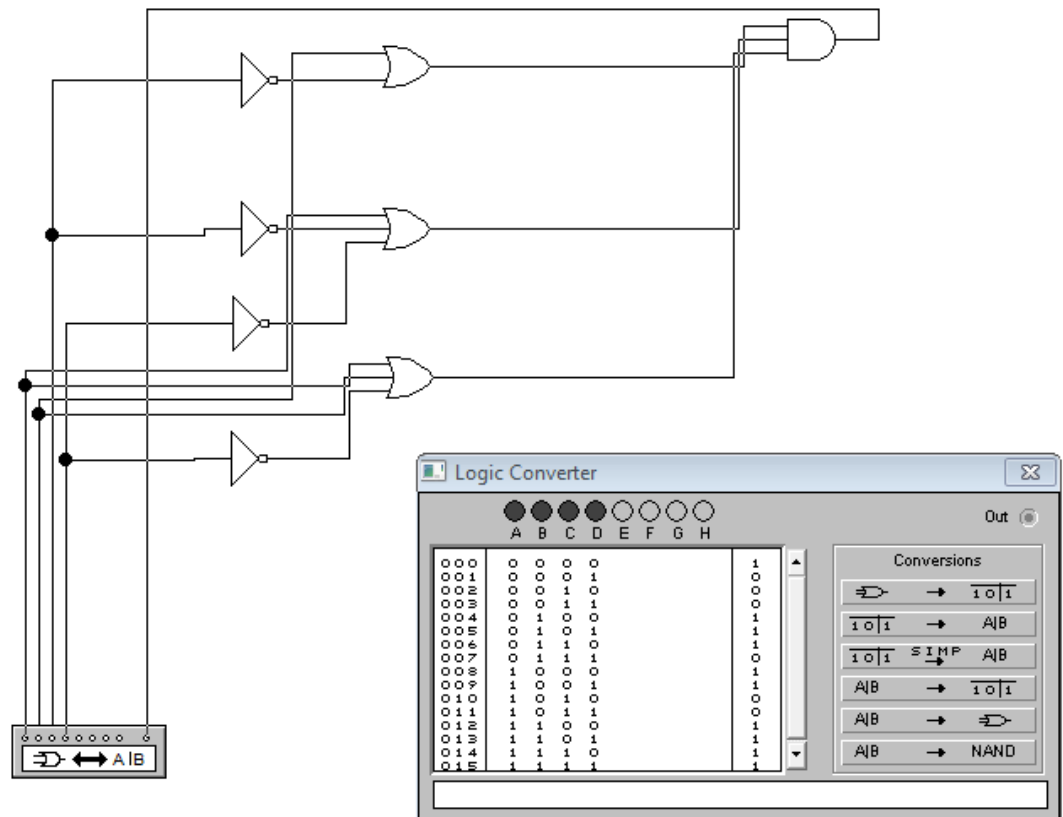 A|B
Logic Converter
Out
A B C D E F G H
000 0 0 0 0 1
001 0 0 0 1 0
002 0 0 1 0 0
003 0 0 1 1 0
004 0 1 0 0 1
005 0 1 0 1 1
006 0 1 1 0 1
007 0 1 1 1 0
008 1 0 0 0 1
009 1 0 0 1 1
010 1 0 1 0 0
011 1 0 1 1 0
012 1 1 0 0 1
013 1 1 0 1 1
014 1 1 1 0 1
015 1 1 1 1 1
Conversions
→ 1 0|1
1 0|1 → A|B
1 0|1 SIMP → A|B
A|B → 1 0|1
A|B →
A|B → NAND